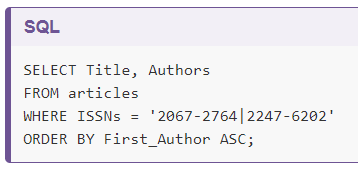 SQL
SELECT Title, Authors
FROM articles
WHERE ISSNs = '2067-2764|2247-6202'
ORDER BY First_Author ASC;